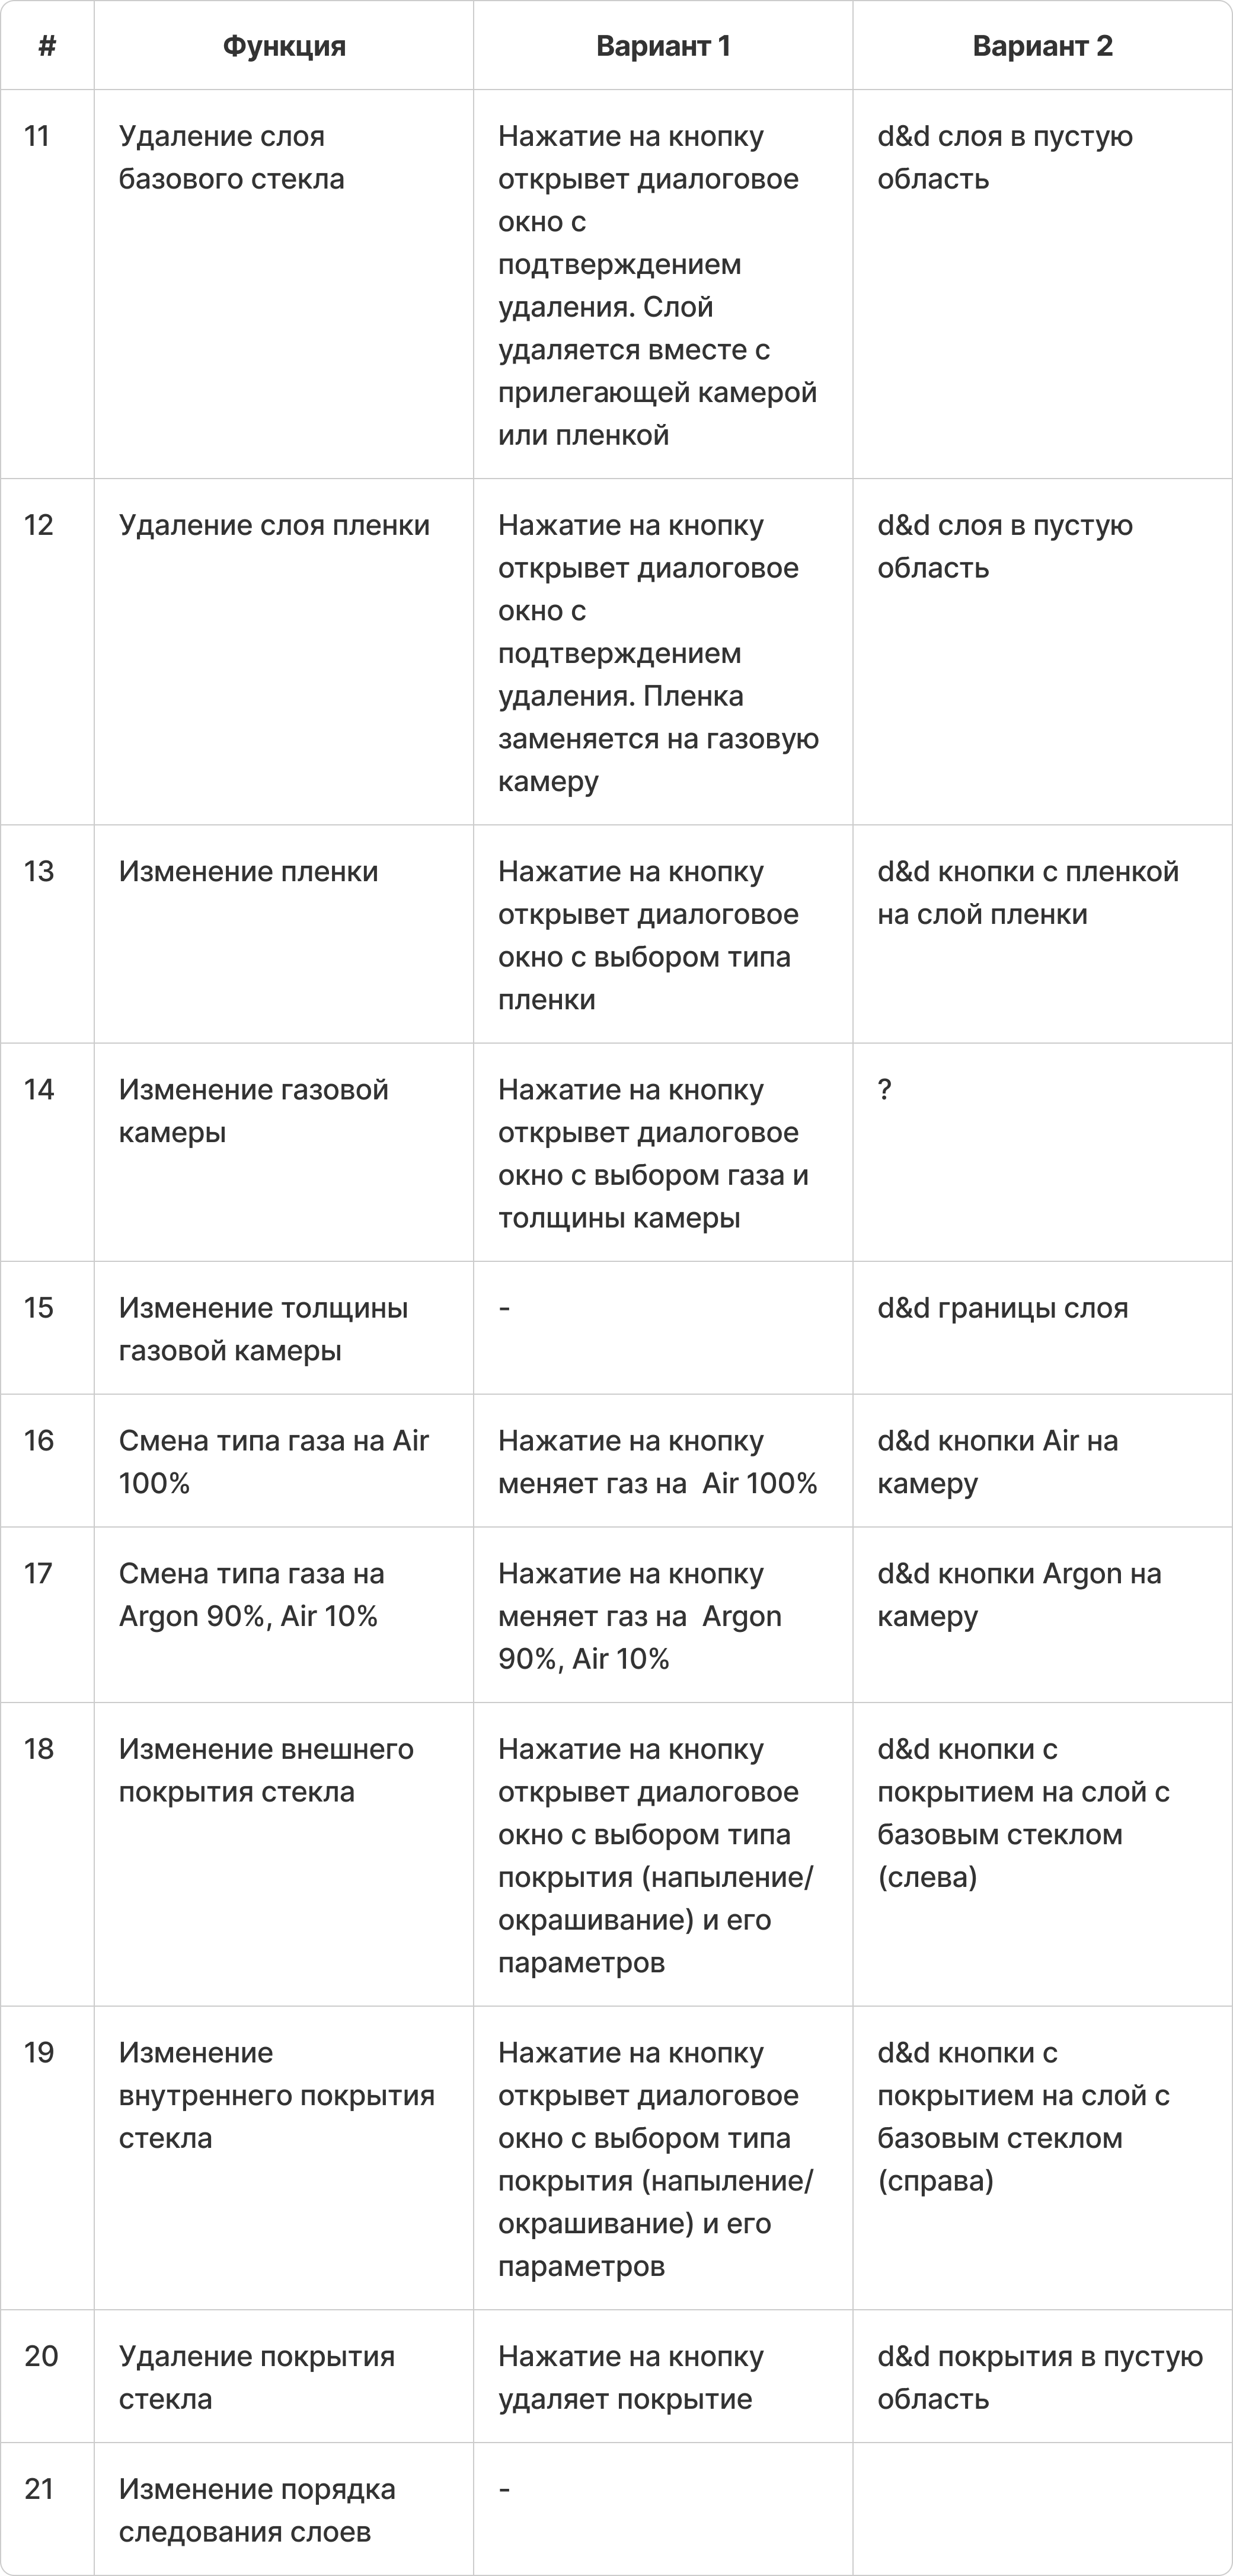 #
Функция
Вариант 1
Вариант 2
11
Удаление слоя
базового стекла
Нажатие на кнопку
открывет диалоговое
окно с
подтверждением
удаления. Слой
удаляется вместе с
прилегающей камерой
или пленкой
d&d слоя в пустую
область
12
Удаление слоя пленки
Нажатие на кнопку
открывет диалоговое
окно с
подтверждением
удаления. Пленка
заменяется на газовую
камеру
d&d слоя в пустую
область
13
Изменение пленки
Нажатие на кнопку
открывет диалоговое
окно с выбором типа
пленки
d&d кнопки с пленкой
на слой пленки
14
Изменение газовой
камеры
Нажатие на кнопку
открывет диалоговое
окно с выбором газа и
толщины камеры
?
15
Изменение толщины
газовой камеры
-
d&d границы слоя
16
Смена типа газа на Air
100%
Нажатие на кнопку
меняет газ на  Air 100%
d&d кнопки Air на
камеру
17
Смена типа газа на
Argon 90%, Air 10%
Нажатие на кнопку
меняет газ на  Argon
90%, Air 10%
d&d кнопки Argon на
камеру
18
Изменение внешнего
покрытия стекла
Нажатие на кнопку
открывет диалоговое
окно с выбором типа
покрытия (напыление/
окрашивание) и его
параметров
d&d кнопки с
покрытием на слой с
базовым стеклом
(слева)
19
Изменение
внутреннего покрытия
стекла
Нажатие на кнопку
открывет диалоговое
окно с выбором типа
покрытия (напыление/
окрашивание) и его
параметров
d&d кнопки с
покрытием на слой с
базовым стеклом
(справа)
20
Удаление покрытия
стекла
Нажатие на кнопку
удаляет покрытие
d&d покрытия в пустую
область
21
Изменение порядка
следования слоев
-